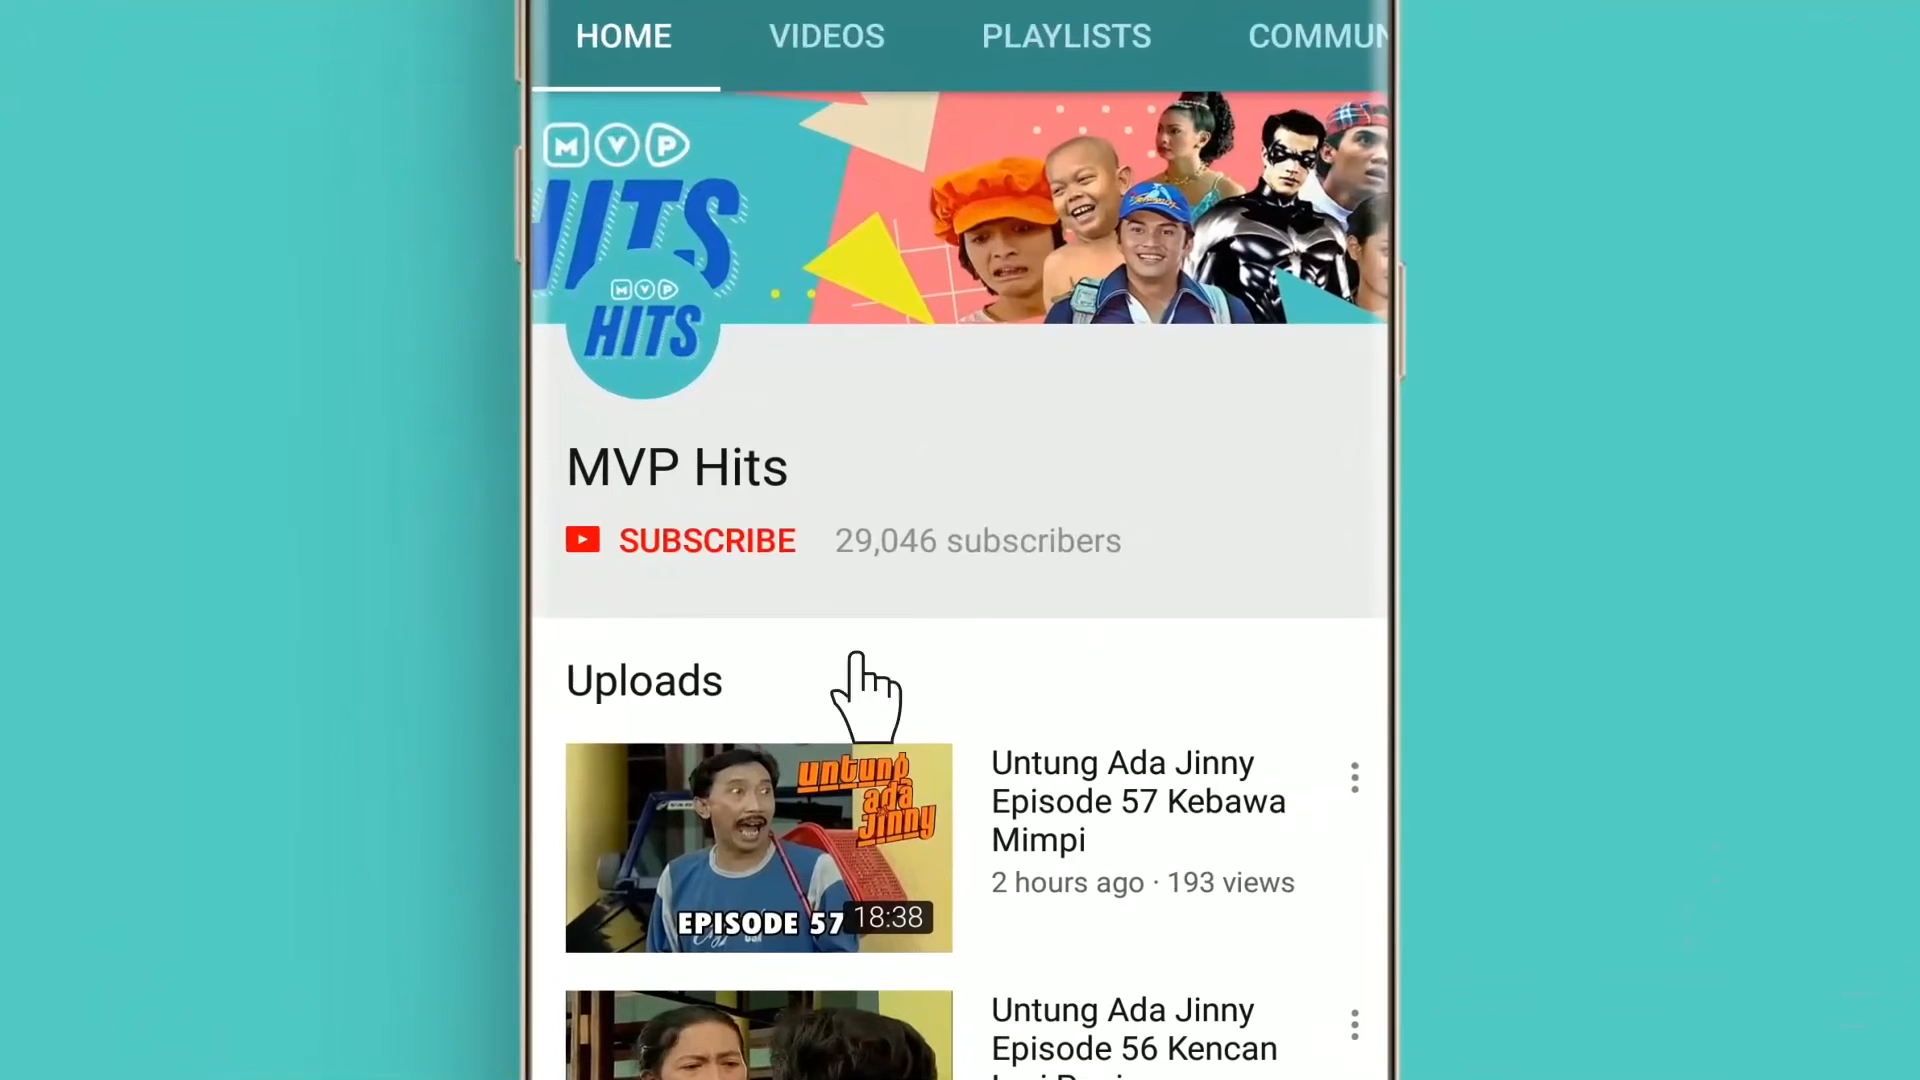 HOME VIDEOS PLAYLISTS COMMUN
MVP
HITS
MVP
HITS
MVP Hits
SUBSCRIBE 29,046 subscribers
Uploads
untung
ada
jinny
EPISODE 57 18:38
Untung Ada Jinny
Episode 57 Kebawa
Mimpi
2 hours ago · 193 views
Untung Ada Jinny
Episode 56 Kencan